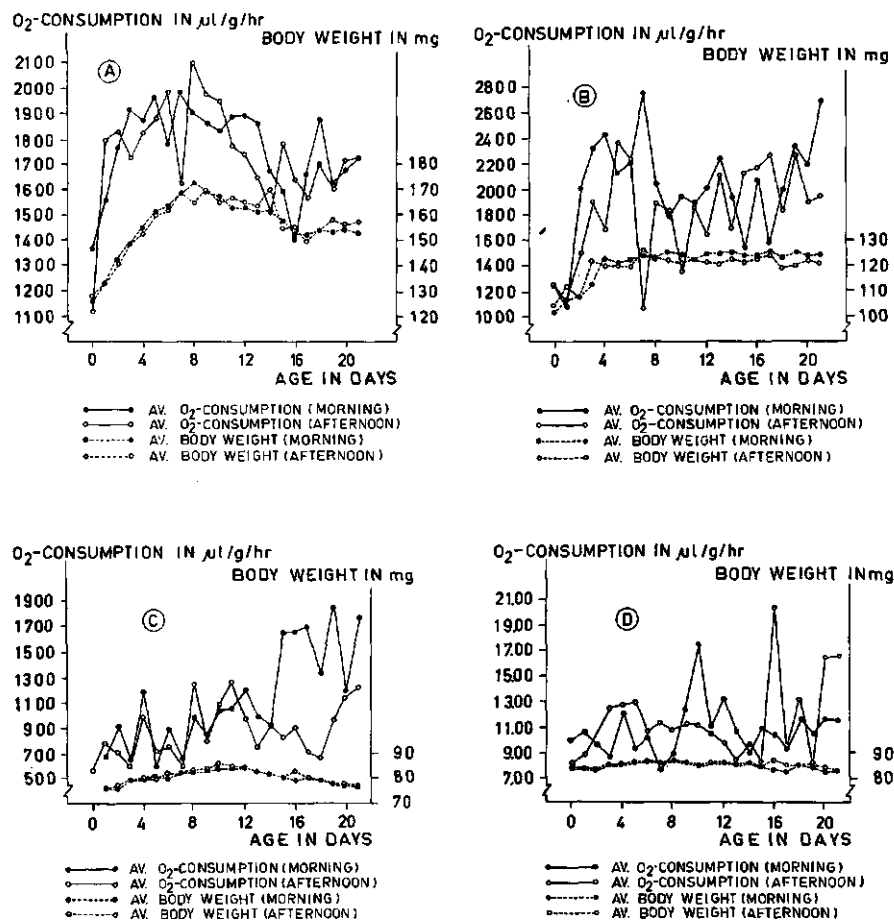 O₂-CONSUMPTION IN µl/g/hr
BODY WEIGHT IN mg
A
2100
2000
1900
1800
1700
1600
1500
1400
1300
1200
1100
180
170
160
150
140
130
120
0 4 8 12 16 20
AGE IN DAYS
AV. O₂-CONSUMPTION (MORNING)
AV. O₂-CONSUMPTION (AFTERNOON)
AV. BODY WEIGHT (MORNING)
AV. BODY WEIGHT (AFTERNOON)
O₂-CONSUMPTION IN µl/g/hr
BODY WEIGHT IN mg
B
2800
2600
2400
2200
2000
1800
1600
1400
1200
1000
130
120
110
100
0 4 8 12 16 20
AGE IN DAYS
AV. O₂-CONSUMPTION (MORNING)
AV. O₂-CONSUMPTION (AFTERNOON)
AV. BODY WEIGHT (MORNING)
AV. BODY WEIGHT (AFTERNOON)
O₂-CONSUMPTION IN µl/g/hr
BODY WEIGHT IN mg
C
1900
1700
1500
1300
1100
900
700
500
90
80
70
0 4 8 12 16 20
AGE IN DAYS
AV. O₂-CONSUMPTION (MORNING)
AV. O₂-CONSUMPTION (AFTERNOON)
AV. BODY WEIGHT (MORNING)
AV. BODY WEIGHT (AFTERNOON)
O₂-CONSUMPTION IN µl/g/hr
BODY WEIGHT IN mg
D
21,00
19,00
17,00
15,00
13,00
11,00
9,00
7,00
90
80
0 4 8 12 16 20
AGE IN DAYS
AV. O₂-CONSUMPTION (MORNING)
AV. O₂-CONSUMPTION (AFTERNOON)
AV. BODY WEIGHT (MORNING)
AV. BODY WEIGHT (AFTERNOON)